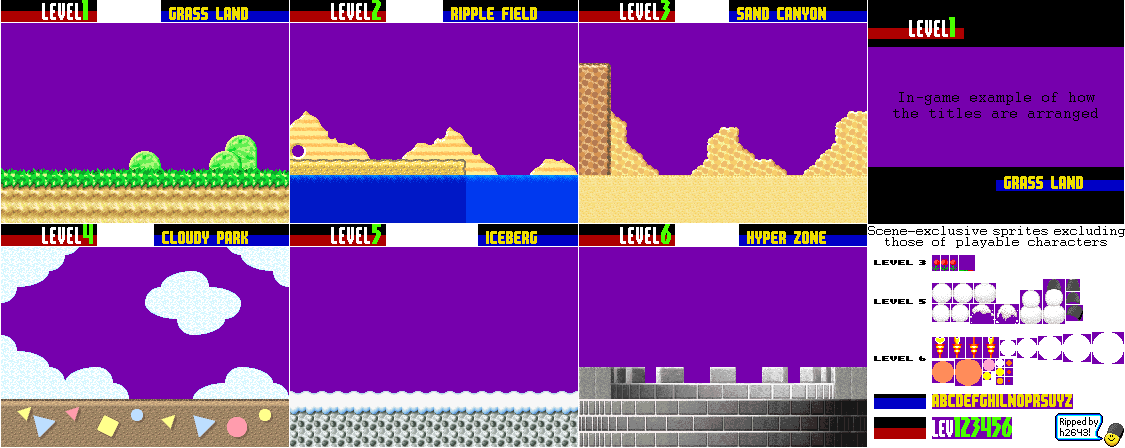 LEVEL1 GRASS LAND
LEVEL2 RIPPLE FIELD
LEVEL3 SAND CANYON
LEVEL1
In-game example of how
the titles are arranged
GRASS LAND
LEVEL4 CLOUDY PARK
LEVEL5 ICEBERG
LEVEL6 HYPER ZONE
Scene-exclusive sprites excluding
those of playable characters
LEVEL 3
LEVEL 5
LEVEL 6
ABCDEFGHILNOPRSUYZ
LEV123456
Ripped by
h2643!